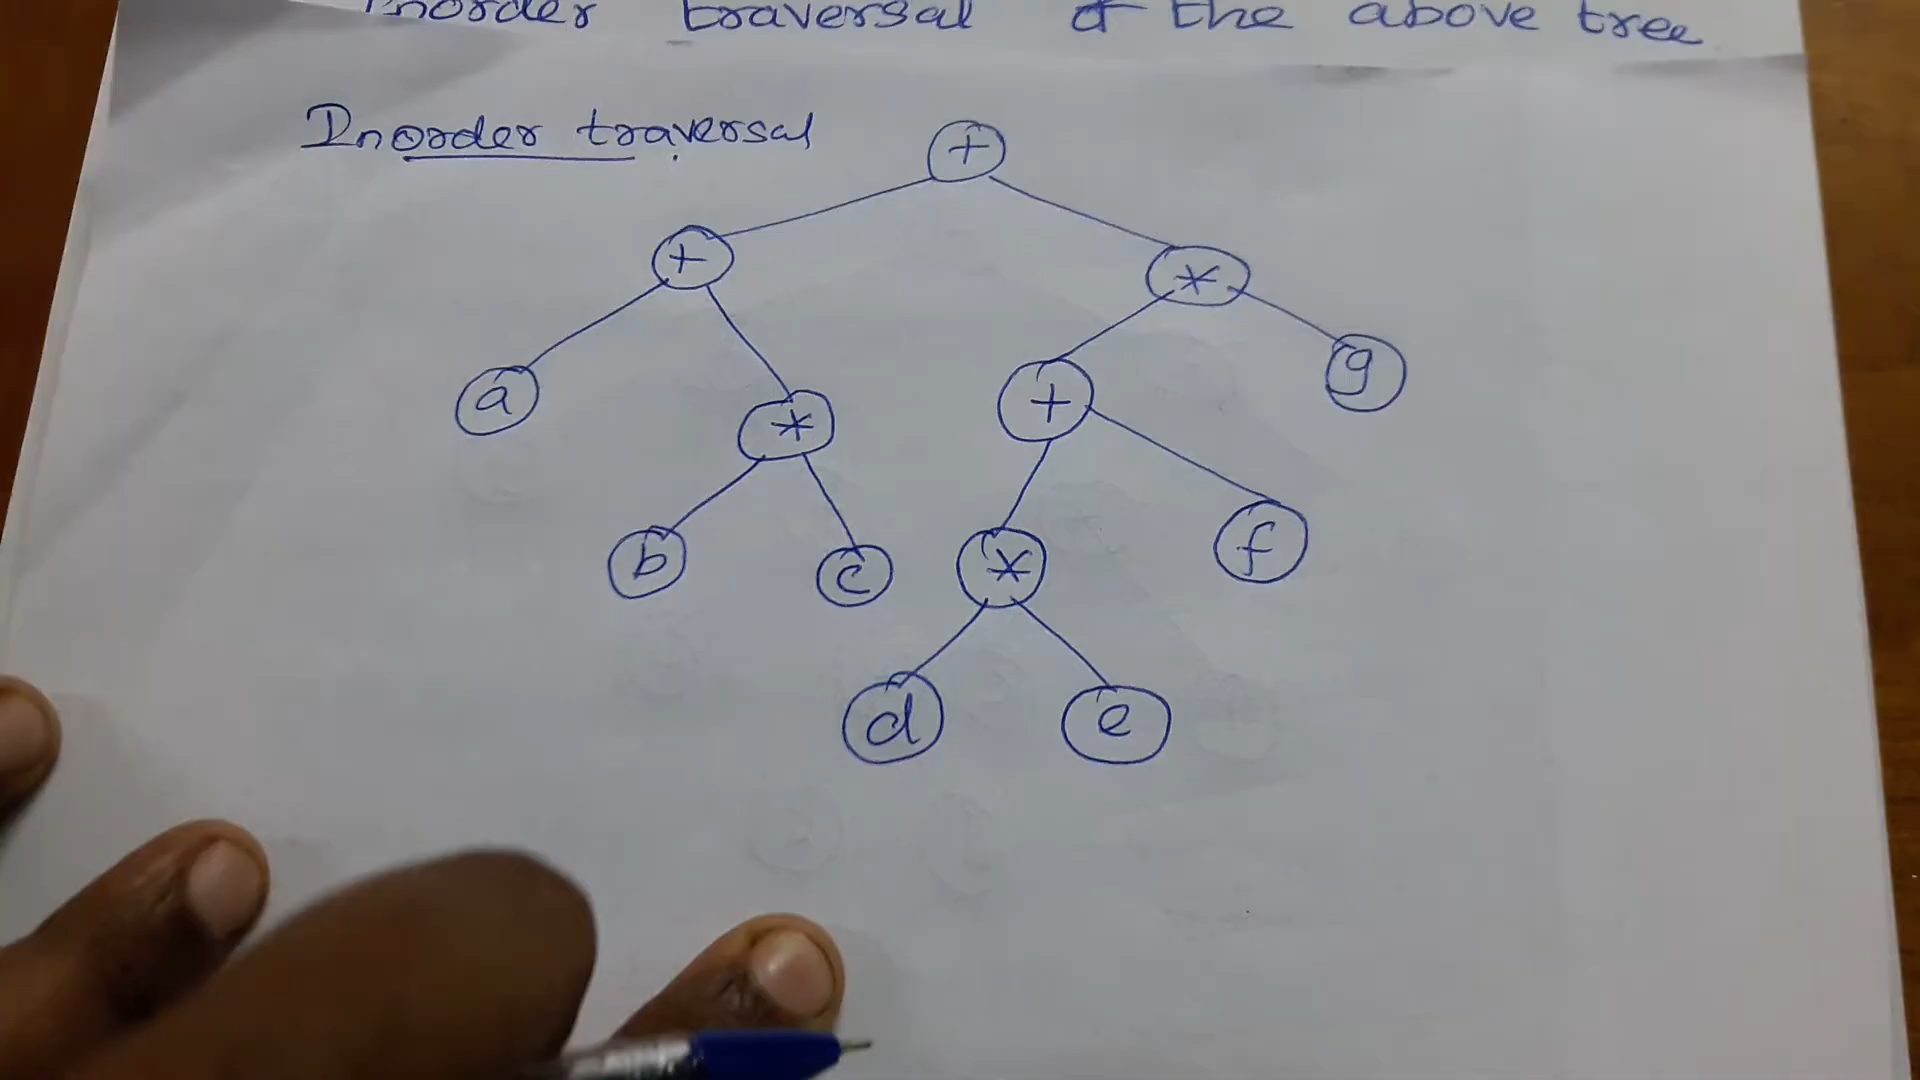 Inorder traversal of the above tree
Inorder traversal
+
+ *
a * + g
b c * f
d e